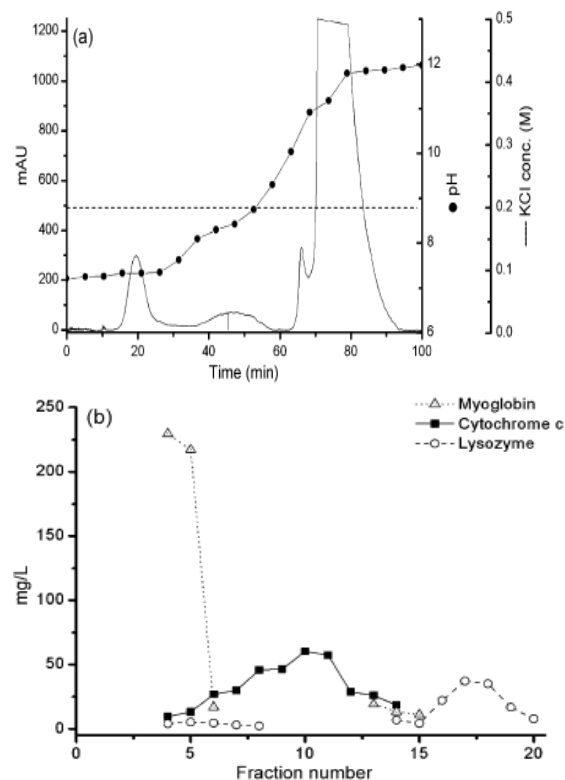 (a)
1200
1000
800
600
400
200
0
mAU
0 20 40 60 80 100
Time (min)
12
10
8
6
pH
0.5
0.4
0.3
0.2
0.1
0.0
KCl conc. (M)
(b)
Myoglobin
Cytochrome c
Lysozyme
250
200
150
100
50
0
mg/L
0 5 10 15 20
Fraction number